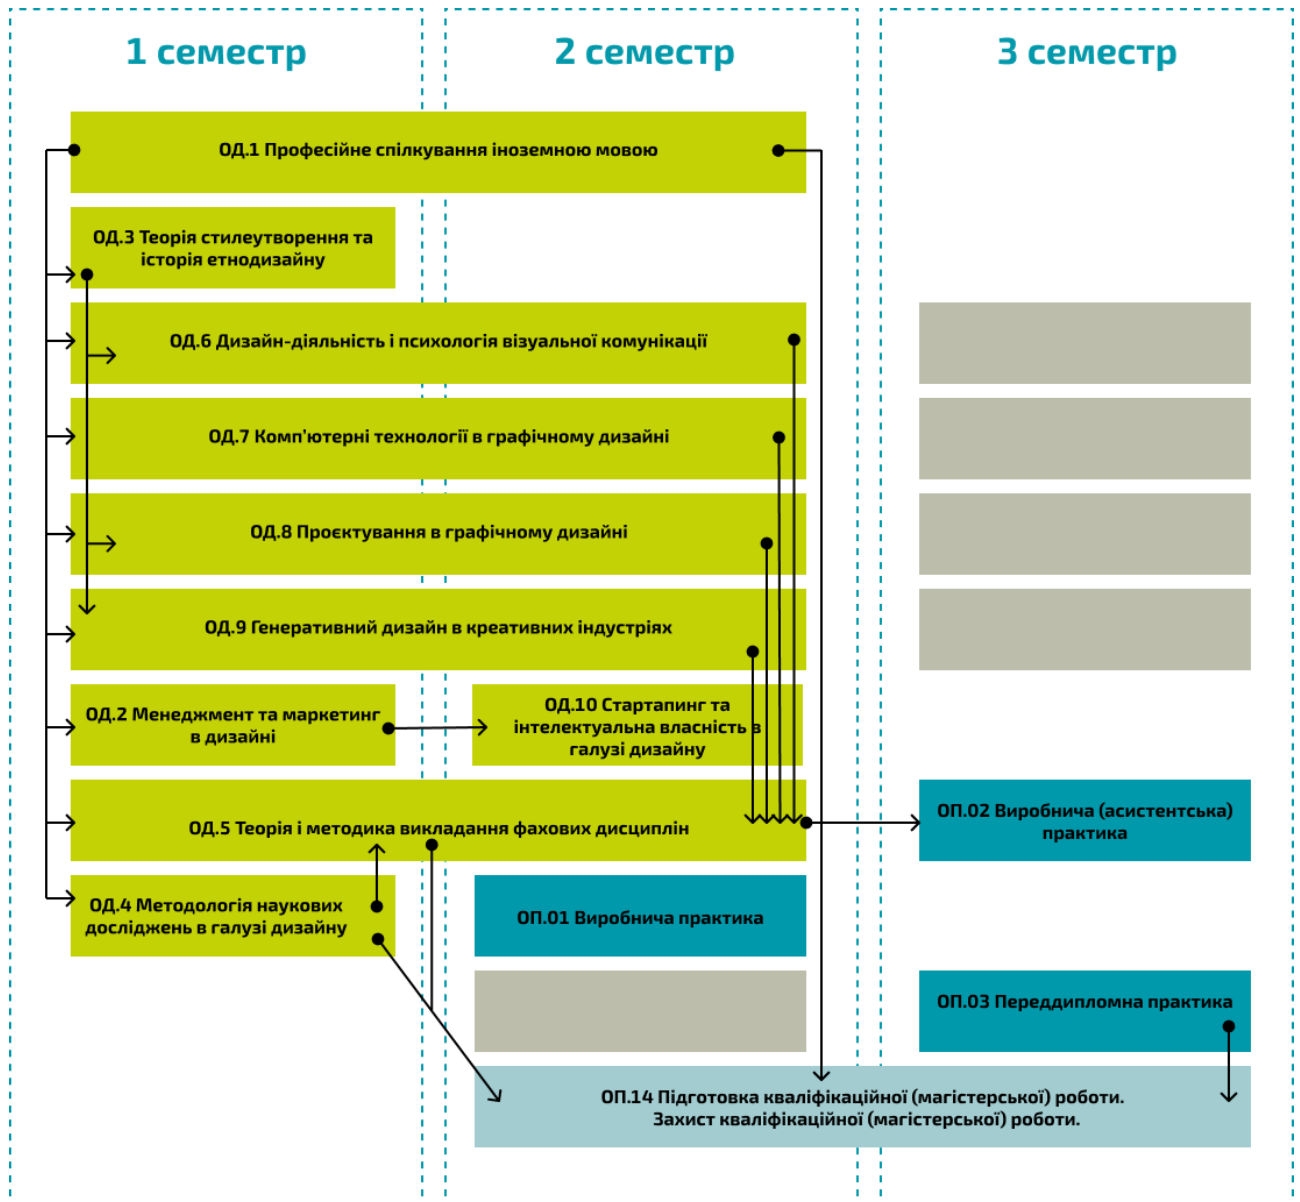 1 семестр
2 семестр
3 семестр
ОД.1 Професійне спілкування іноземною мовою
ОД.3 Теорія стилеутворення та
історія етнодизайну
ОД.6 Дизайн-діяльність і психологія візуальної комунікації
ОД.7 Комп'ютерні технології в графічному дизайні
ОД.8 Проєктування в графічному дизайні
ОД.9 Генеративний дизайн в креативних індустріях
ОД.2 Менеджмент та маркетинг
в дизайні
ОД.10 Стартапинг та
інтелектуальна власність в
галузі дизайну
ОД.5 Теорія і методика викладання фахових дисциплін
ОП.02 Виробнича (асистентська)
практика
ОД.4 Методологія наукових
досліджень в галузі дизайну
ОП.01 Виробнича практика
ОП.03 Переддипломна практика
ОП.14 Підготовка кваліфікаційної (магістерської) роботи.
Захист кваліфікаційної (магістерської) роботи.